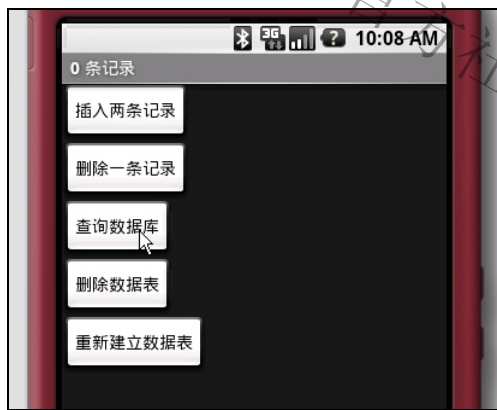 3G 10:08 AM
0 条记录
插入两条记录
删除一条记录
查询数据库
删除数据表
重新建立数据表